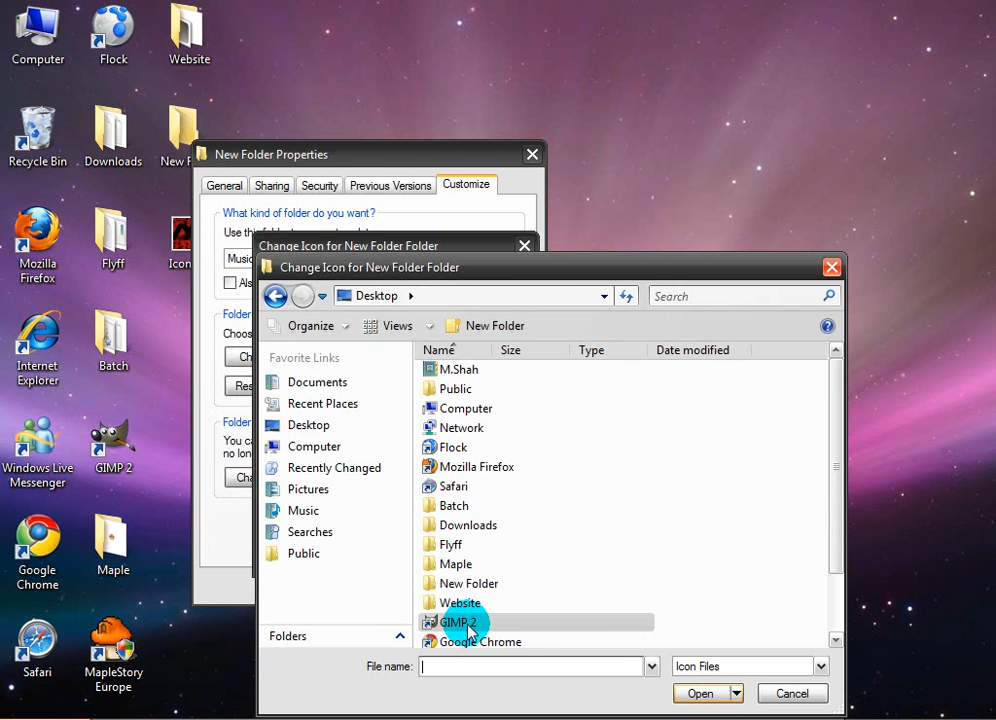 Computer
Flock
Website
Recycle Bin
Downloads
New F
Mozilla
Firefox
Flyff
Icon
Internet
Explorer
Batch
Windows Live
Messenger
GIMP 2
Google
Chrome
Maple
Safari
MapleStory
Europe
New Folder Properties
General
Sharing
Security
Previous Versions
Customize
What kind of folder do you want?
Music
Als
Folder
Choos
Ch
Res
Folder
You ca
no lon
Cha
Change Icon for New Folder Folder
Change Icon for New Folder Folder
Desktop
Search
Organize
Views
New Folder
Favorite Links
Documents
Recent Places
Desktop
Computer
Recently Changed
Pictures
Music
Searches
Public
Folders
Name
Size
Type
Date modified
M.Shah
Public
Computer
Network
Flock
Mozilla Firefox
Safari
Batch
Downloads
Flyff
Maple
New Folder
Website
GIMP 2
Google Chrome
File name:
Icon Files
Open
Cancel